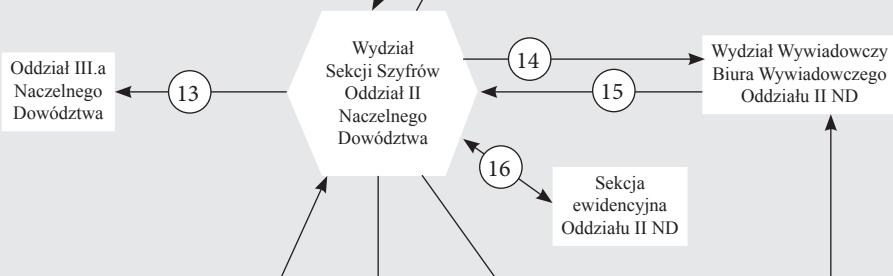 Oddział III.a
Naczelnego
Dowództwa
13
Wydział
Sekcji Szyfrów
Oddział II
Naczelnego
Dowództwa
14
15
Wydział Wywiadowczy
Biura Wywiadowczego
Oddziału II ND
16
Sekcja
ewidencyjna
Oddziału II ND